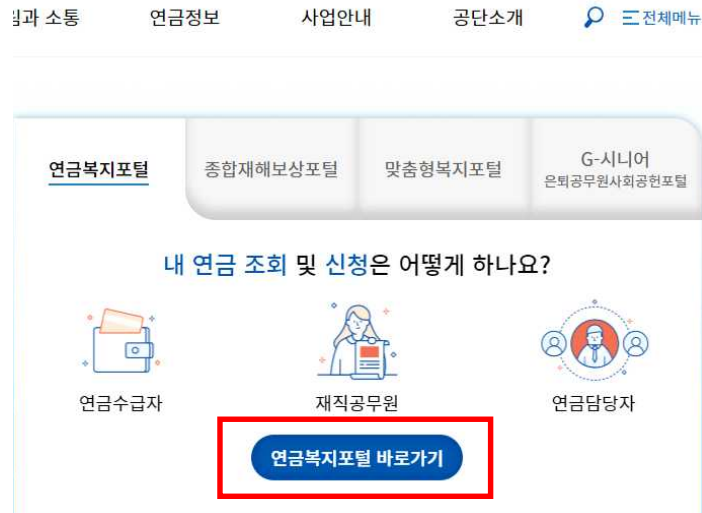 과 소통 연금정보 사업안내 공단소개 전체메뉴
연금복지포털 종합재해보상포털 맞춤형복지포털 G-시니어
은퇴공무원사회공헌포털
내 연금 조회 및 신청은 어떻게 하나요?
연금수급자 재직공무원 연금담당자
연금복지포털 바로가기